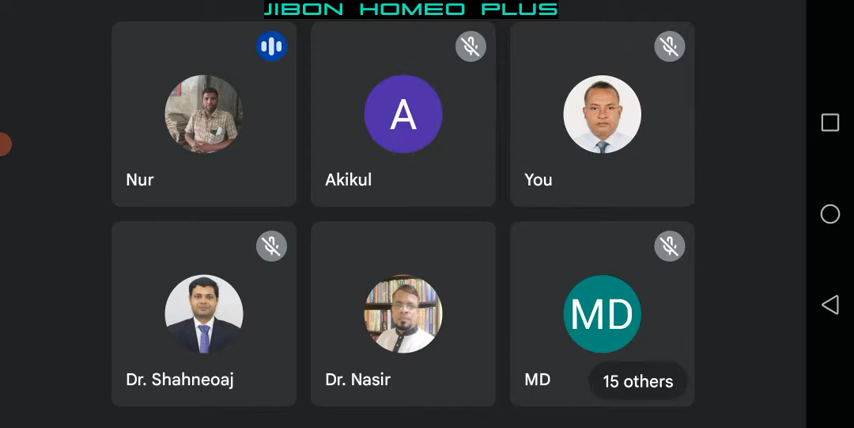 JIBON HOMEO PLUS
A
Nur
Akikul
You
MD
Dr. Shahneoaj
Dr. Nasir
MD
15 others